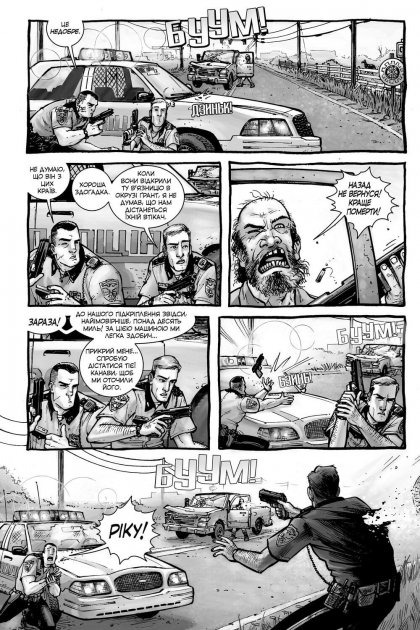 ЦЕ
НЕДОБРЕ.
БУУМ!
ДЗИНЬК!
НЕ ДУМАЮ,
ЩО ВІН З
ЦИХ
КРАЇВ.
ХОРОША
ЗДОГАДКА.
КОЛИ
ВОНИ ВІДКРИЛИ
ТУ В'ЯЗНИЦЮ В
ОКРУЗІ ГРАНТ, Я НЕ
ДУМАВ, ЩО НАМ
ДІСТАНЕТЬСЯ
ЇХНІЙ ВТІКАЧ.
ПОЛІЦІЯ
НАЗАД
НЕ ВЕРНУСЯ!
КРАЩЕ
ПОМЕРТИ!
ЗАРАЗА!
ДО НАШОГО ПІДКРІПЛЕННЯ ЗВІДСИ,
НАЙІМОВІРНІШЕ, ПОНАД ДЕСЯТЬ
МИЛЬ! ЗА ЦІЄЮ МАШИНОЮ МИ
ЛЕГКА ЗДОБИЧ...
ПРИКРИЙ МЕНЕ...
СПРОБУЮ
ДІСТАТИСЯ ТІЄЇ
КАНАВИ, ЩОБ
МИ ОТОЧИЛИ
ЙОГО.
БУУМ!
ДЗИНЬ!
БУУМ!
РІКУ!